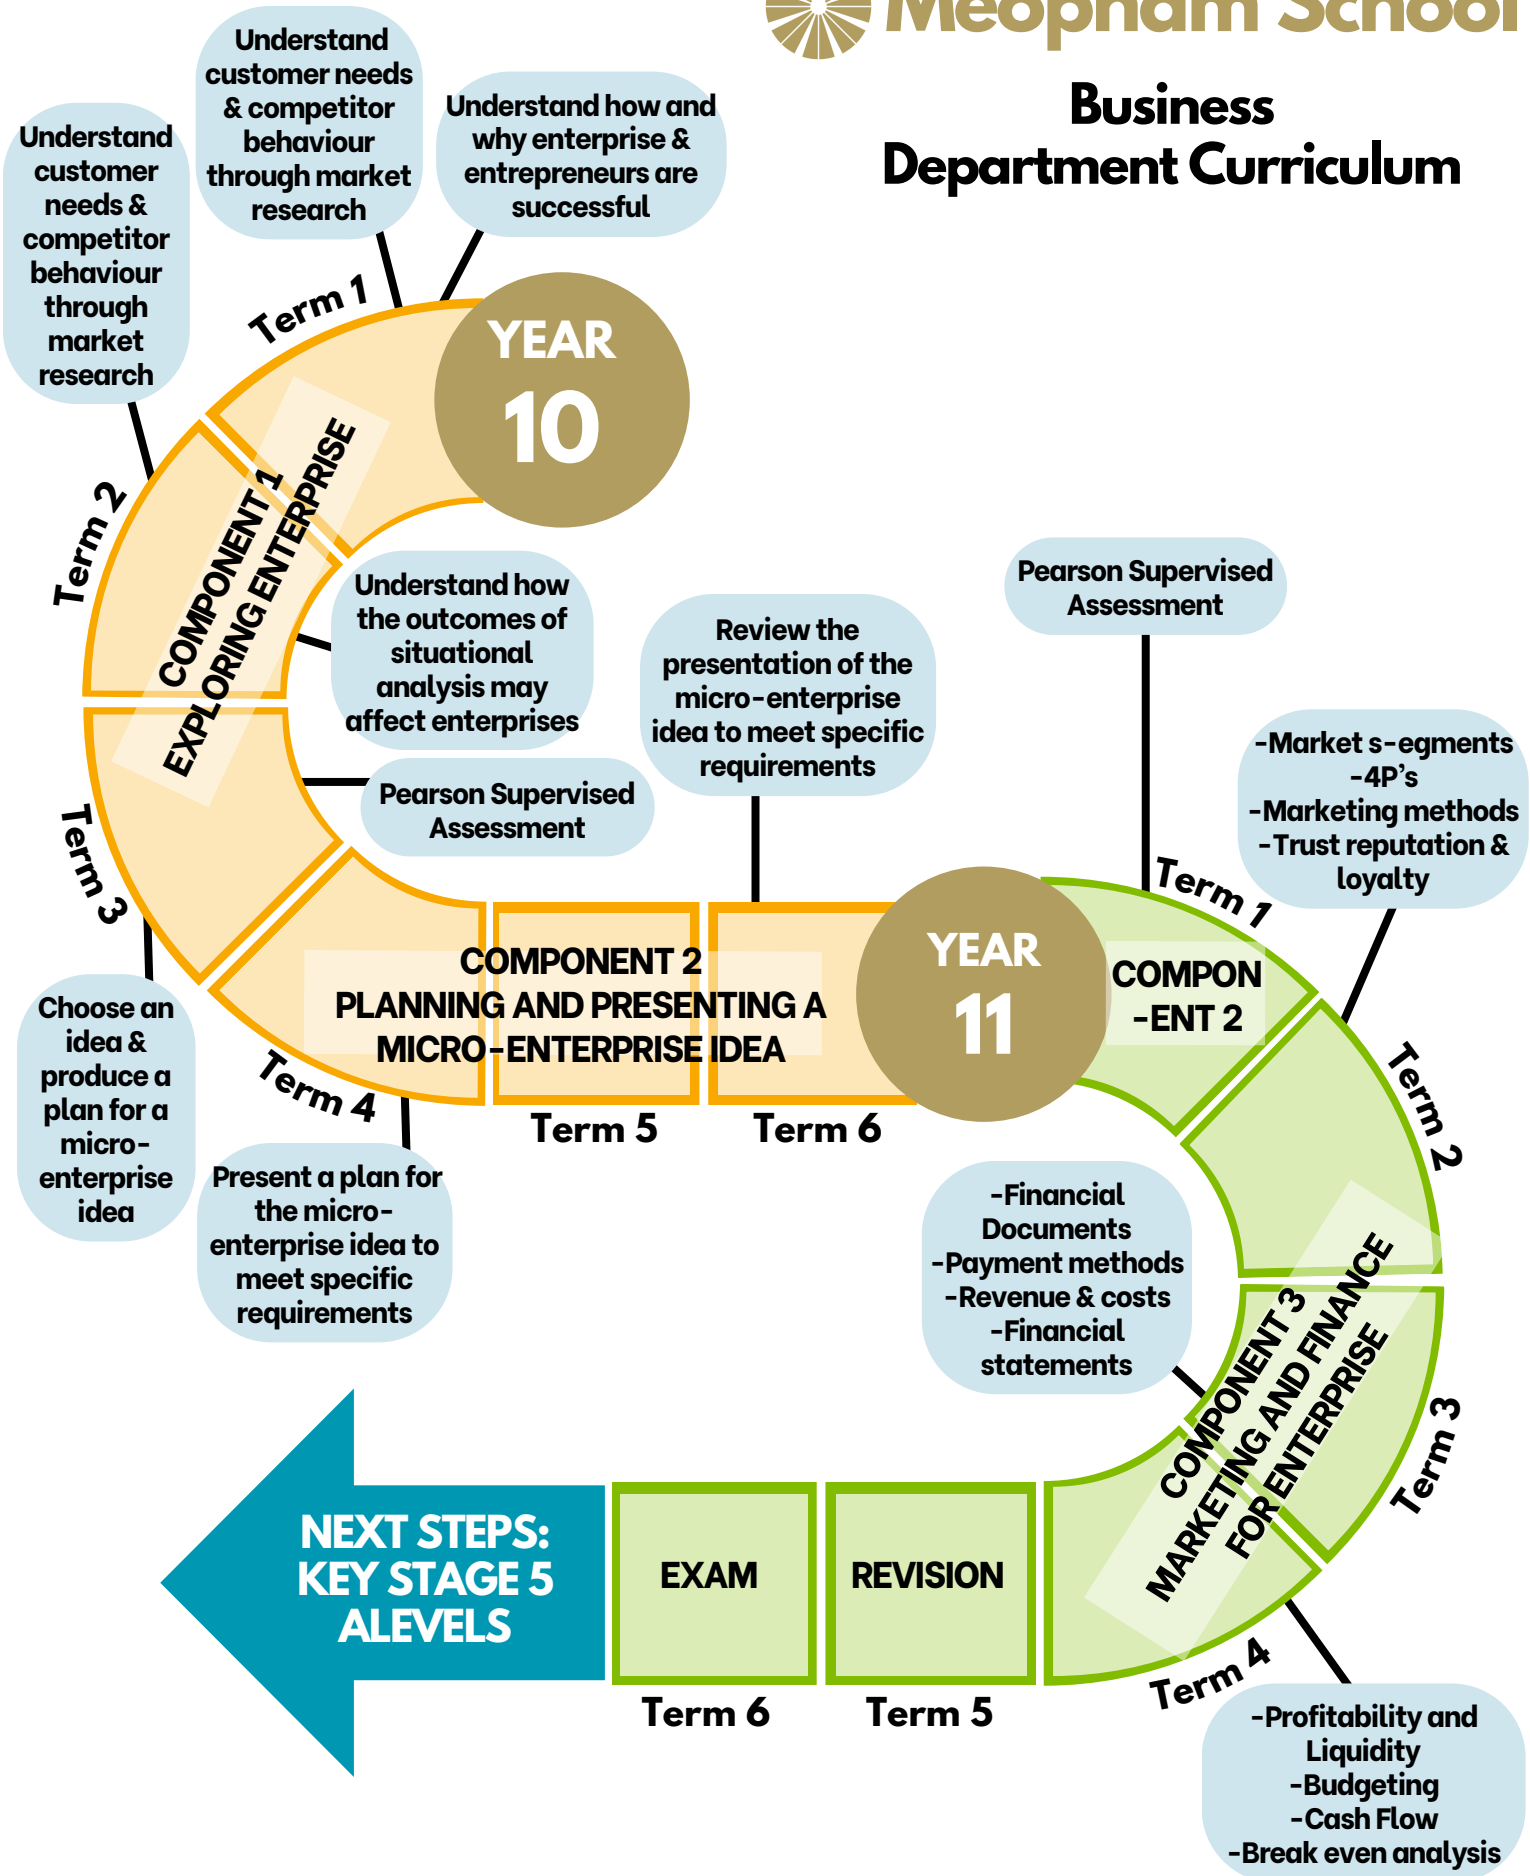 Meopham School
Business
Department Curriculum
Understand
customer needs
& competitor
behaviour
through market
research
Understand how and
why enterprise &
entrepreneurs are
successful
Understand
customer
needs &
competitor
behaviour
through
market
research
Term 1
YEAR
10
Term 2
COMPONENT 1
EXPLORING ENTERPRISE
Understand how
the outcomes of
situational
analysis may
affect enterprises
Pearson Supervised
Assessment
Review the
presentation of the
micro-enterprise
idea to meet specific
requirements
Term 3
Choose an
idea &
produce a
plan for a
micro-
enterprise
idea
Term 4
Present a plan for
the micro-
enterprise idea to
meet specific
requirements
COMPONENT 2
PLANNING AND PRESENTING A
MICRO-ENTERPRISE IDEA
Term 5
Term 6
YEAR
11
Pearson Supervised
Assessment
Term 1
COMPON
-ENT 2
-Market s-egments
-4P's
-Marketing methods
-Trust reputation &
loyalty
Term 2
-Financial
Documents
-Payment methods
-Revenue & costs
-Financial
statements
COMPONENT 3
MARKETING AND FINANCE
FOR ENTERPRISE
Term 3
Term 4
-Profitability and
Liquidity
-Budgeting
-Cash Flow
-Break even analysis
REVISION
Term 5
EXAM
Term 6
NEXT STEPS:
KEY STAGE 5
ALEVELS